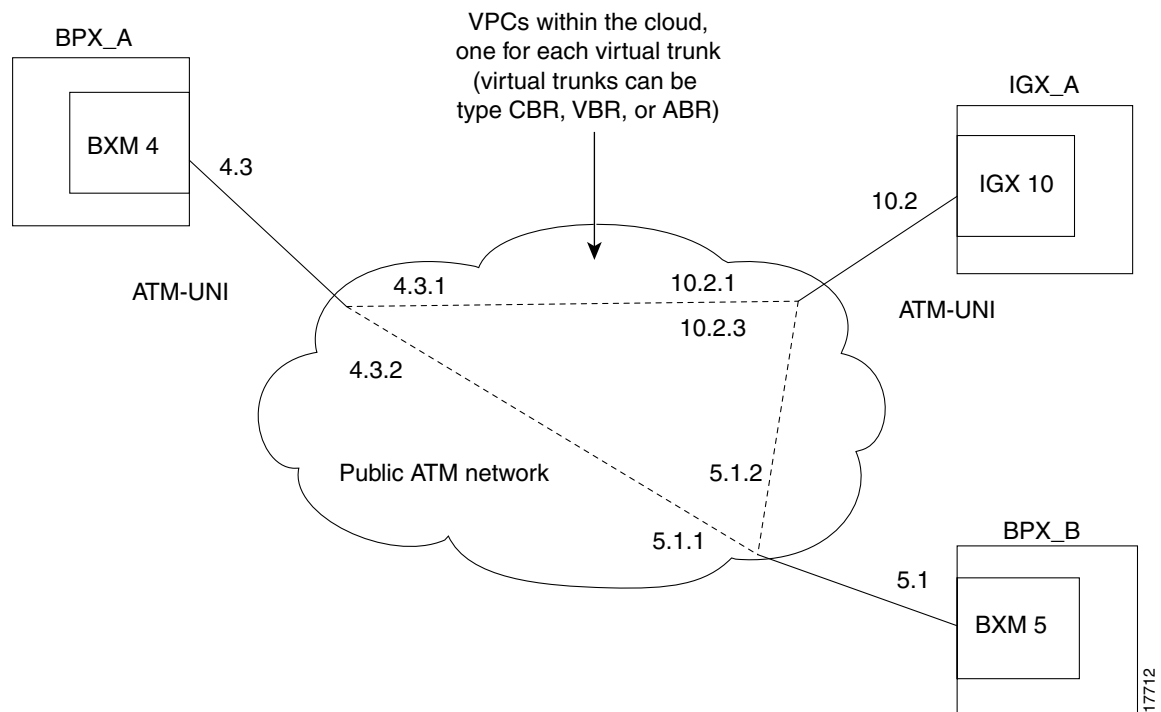 VPCs within the cloud,
one for each virtual trunk
(virtual trunks can be
type CBR, VBR, or ABR)
BPX_A
BXM 4
4.3
IGX_A
IGX 10
10.2
ATM-UNI
4.3.1
10.2.1
10.2.3
ATM-UNI
4.3.2
Public ATM network
5.1.2
5.1.1
BPX_B
5.1
BXM 5
17712